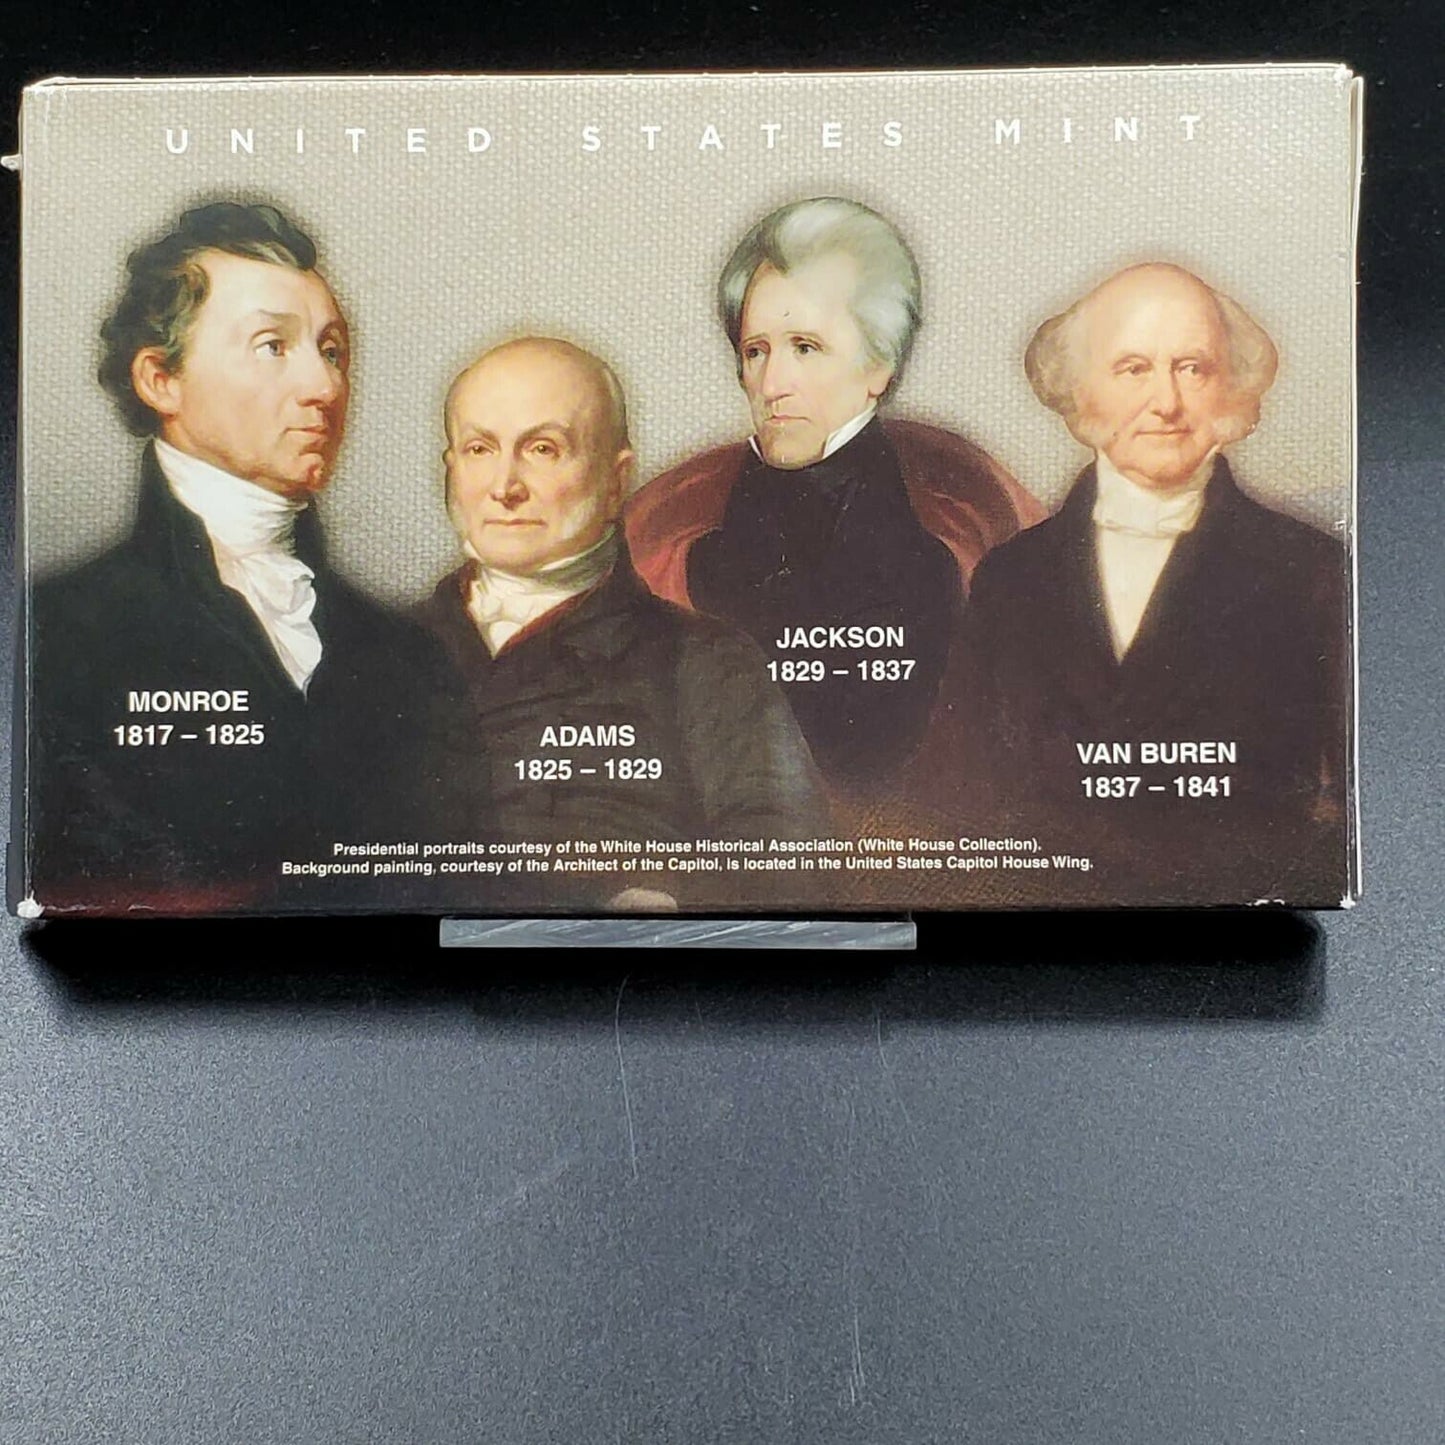 UNITED STATES MINT
MONROE
1817 – 1825
ADAMS
1825 – 1829
JACKSON
1829 – 1837
VAN BUREN
1837 – 1841
Presidential portraits courtesy of the White House Historical Association (White House Collection).
Background painting, courtesy of the Architect of the Capitol, is located in the United States Capitol House Wing.